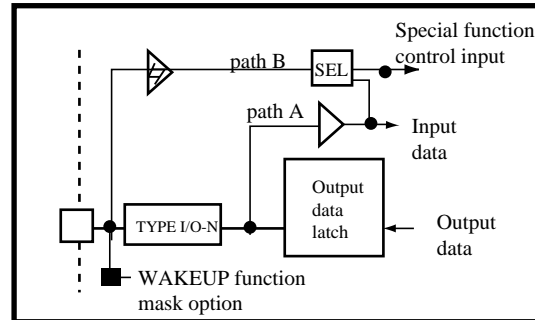 Special function
control input
path B
SEL
path A
Input
data
Output
data
latch
TYPE I/O-N
Output
data
WAKEUP function
mask option